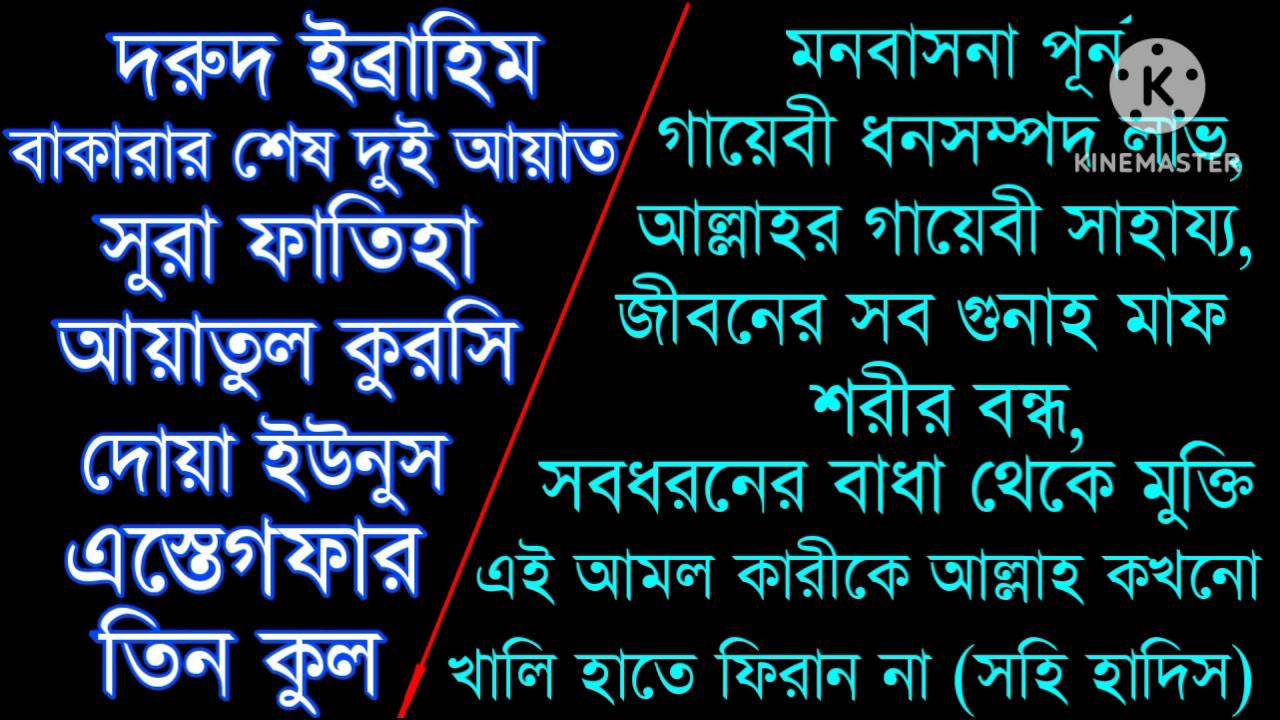 দরুদ ইব্রাহিম
বাকারার শেষ দুই আয়াত
সুরা ফাতিহা
আয়াতুল কুরসি
দোয়া ইউনুস
এস্তেগফার
তিন কুল
মনবাসনা পূর্ন
গায়েবী ধনসম্পদ লাভ,
আল্লাহর গায়েবী সাহায্য,
জীবনের সব গুনাহ মাফ
শরীর বন্ধ,
সবধরনের বাধা থেকে মুক্তি
এই আমল কারীকে আল্লাহ কখনো
খালি হাতে ফিরান না (সহি হাদিস)
K
KINEMASTER